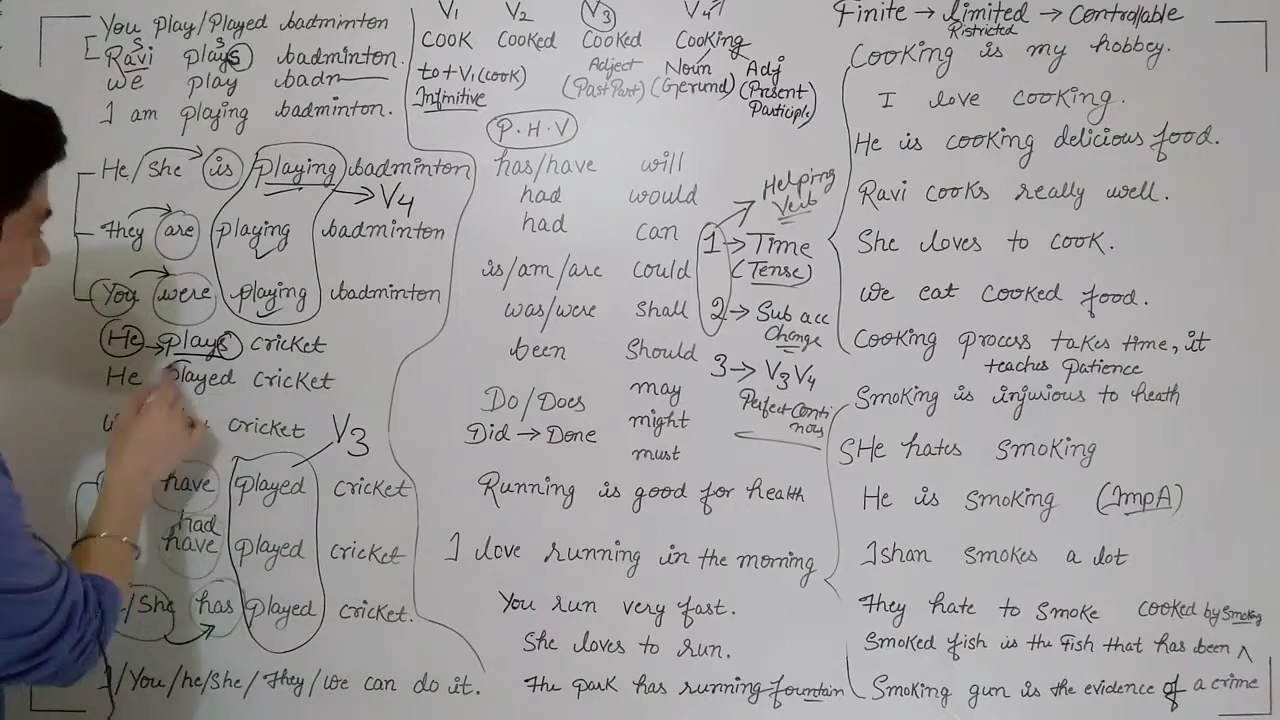 You play/Played badminton
s s
Ravi plays badminton.
we play badn
I am playing badminton.
He/She is playing badminton
V4
They are playing badminton
You were playing badminton
He plays cricket
He played cricket
cricket
V3
have played cricket
had
have played cricket
/She has played cricket.
I/You/he/She/They/We can do it.
V1 V2 V3 V4
Cook Cooked Cooked Cooking
to + V1 (cook) Adject Noun Adj
Infinitive (Past Part) (Gerund) (Present
Participle)
P.H.V
has/have will
had would
had can
is/am/are could
was/were Shall
been Should
Do/Does may
Did → Done might
must
Helping
Verb
1 → Time
(Tense)
2 → Sub acc
Change
3 → V3 V4
Perfect Conti
nous
Running is good for health
I love running in the morning
You run very fast.
She loves to run.
The park has running fountain
Finite → Limited → Controllable
Ristricted
Cooking is my hobbey.
I love cooking.
He is cooking delicious food.
Ravi cooks really well.
She loves to cook.
We eat cooked food.
Cooking process takes time, it
teaches patience
Smoking is injurious to heath
SHe hates smoking
He is smoking (ImpA)
Ishan smokes a lot
They hate to smoke cooked by smoking
Smoked fish is the fish that has been ^
Smoking gun is the evidence of a crime